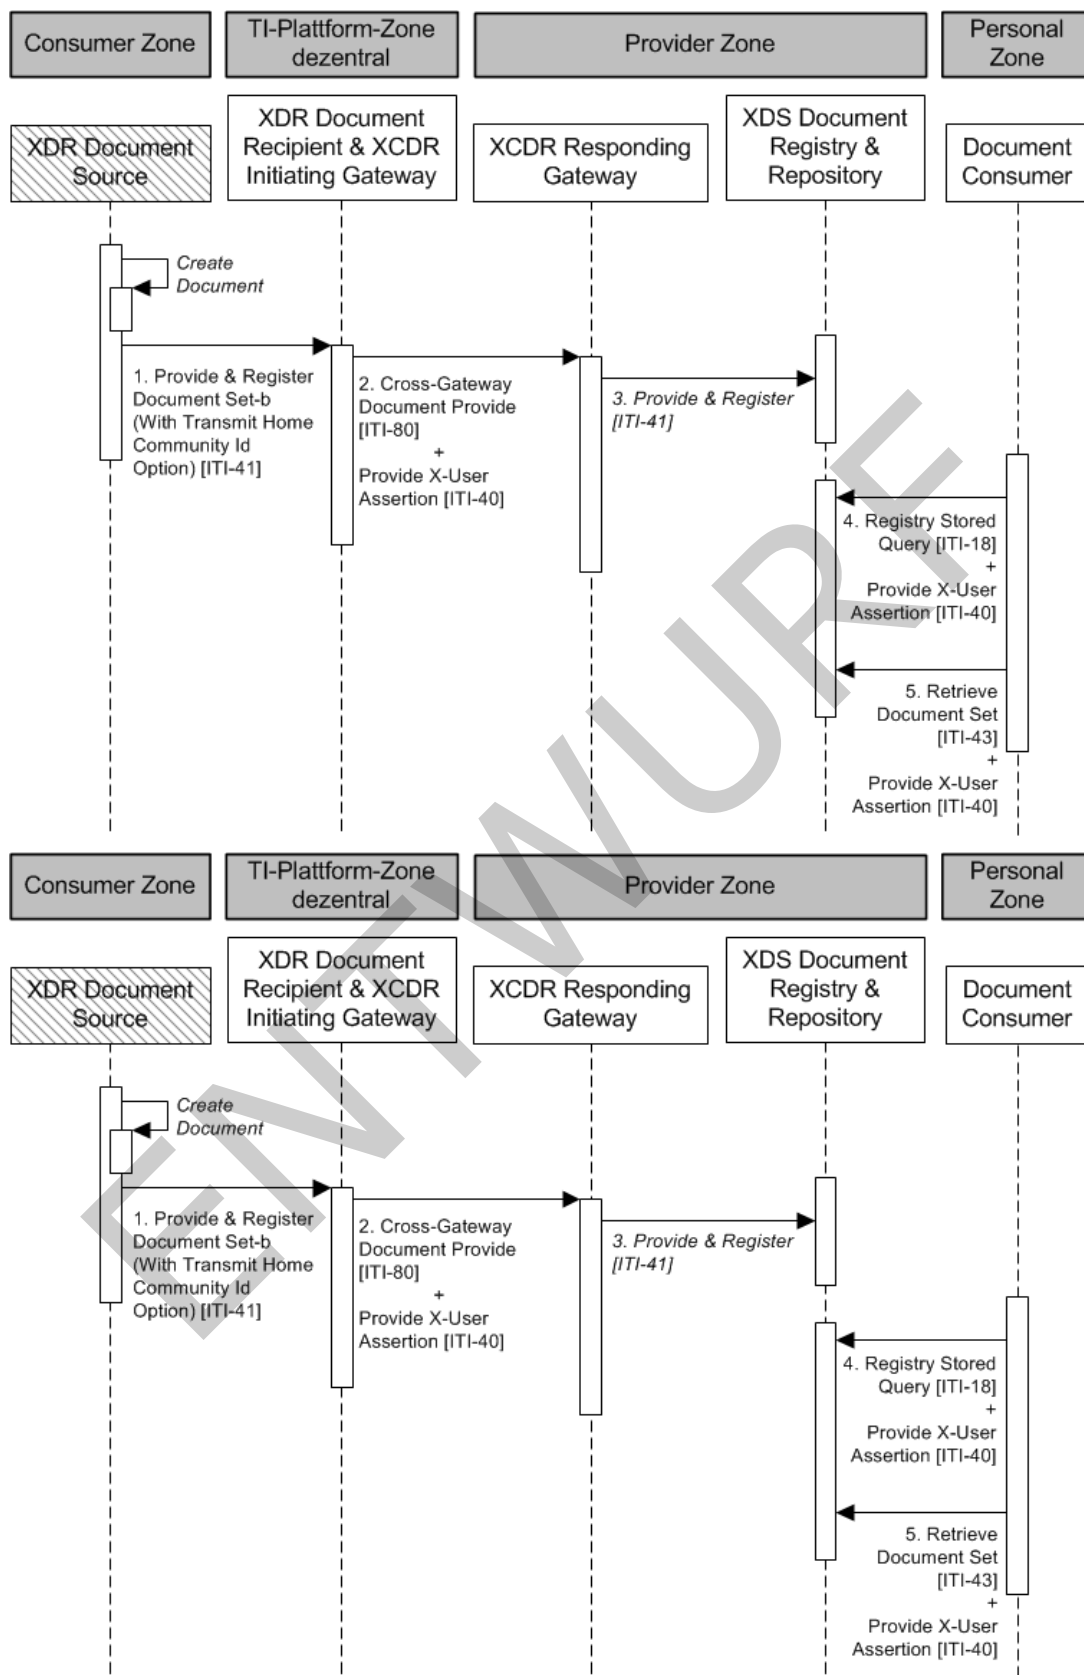 Consumer Zone
TI-Plattform-Zone
dezentral
Provider Zone
Personal
Zone
XDR Document
Source
XDR Document
Recipient & XCDR
Initiating Gateway
XCDR Responding
Gateway
XDS Document
Registry &
Repository
Document
Consumer
Create
Document
1. Provide & Register
Document Set-b
(With Transmit Home
Community Id
Option) [ITI-41]
2. Cross-Gateway
Document Provide
[ITI-80]
+
Provide X-User
Assertion [ITI-40]
3. Provide & Register
[ITI-41]
4. Registry Stored
Query [ITI-18]
+
Provide X-User
Assertion [ITI-40]
5. Retrieve
Document Set
[ITI-43]
+
Provide X-User
Assertion [ITI-40]
Consumer Zone
TI-Plattform-Zone
dezentral
Provider Zone
Personal
Zone
XDR Document
Source
XDR Document
Recipient & XCDR
Initiating Gateway
XCDR Responding
Gateway
XDS Document
Registry &
Repository
Document
Consumer
Create
Document
1. Provide & Register
Document Set-b
(With Transmit Home
Community Id
Option) [ITI-41]
2. Cross-Gateway
Document Provide
[ITI-80]
+
Provide X-User
Assertion [ITI-40]
3. Provide & Register
[ITI-41]
4. Registry Stored
Query [ITI-18]
+
Provide X-User
Assertion [ITI-40]
5. Retrieve
Document Set
[ITI-43]
+
Provide X-User
Assertion [ITI-40]
ENTWURF